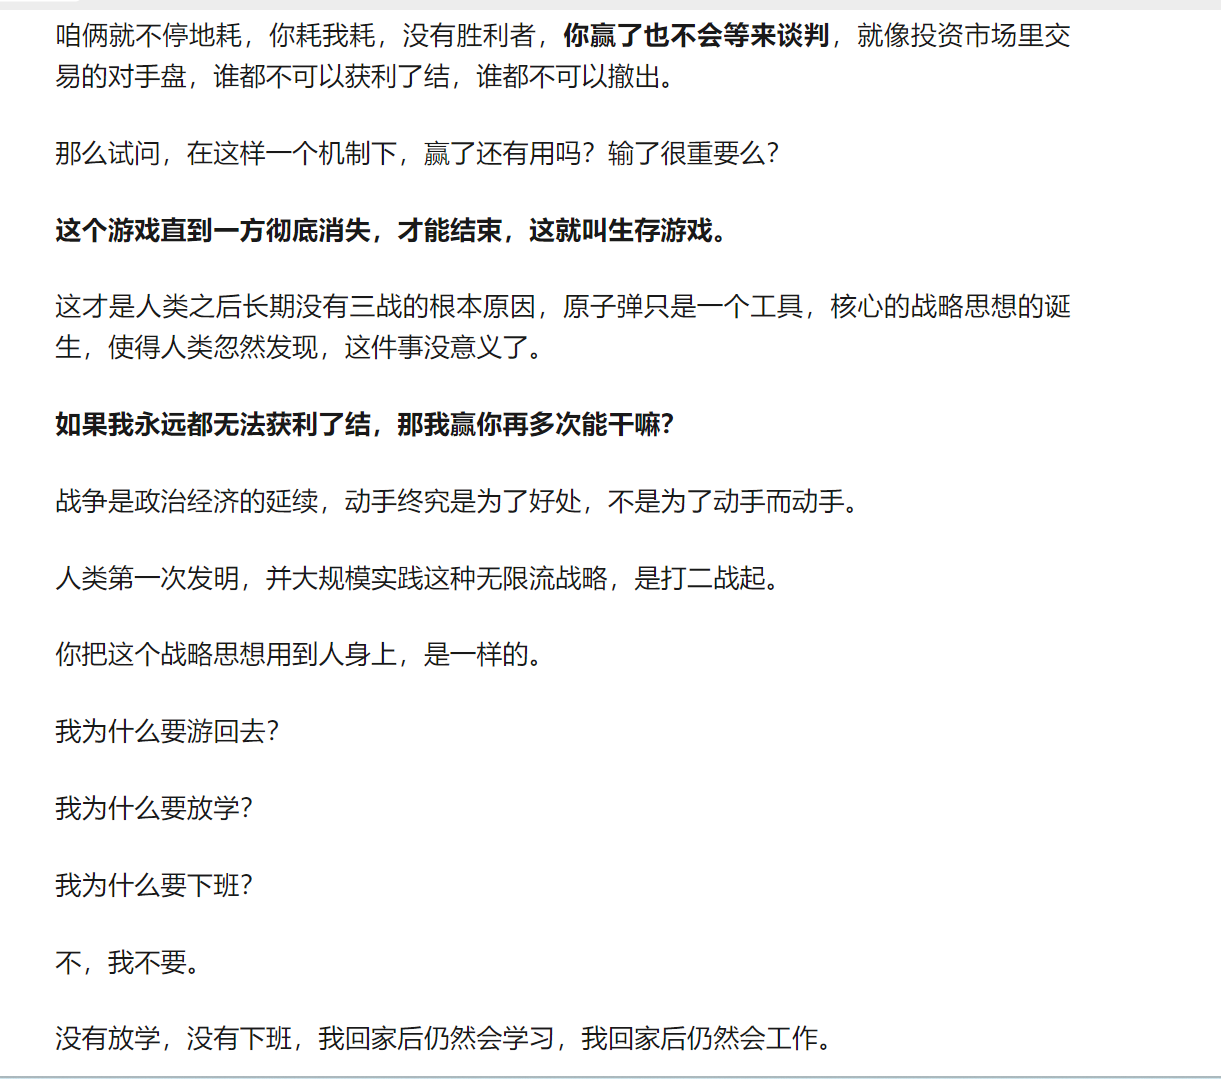 咱俩就不停地耗，你耗我耗，没有胜利者，你赢了也不会等来谈判，就像投资市场里交
易的对手盘，谁都不可以获利了结，谁都不可以撤出。
那么试问，在这样一个机制下，赢了还有用吗？输了很重要么？
这个游戏直到一方彻底消失，才能结束，这就叫生存游戏。
这才是人类之后长期没有三战的根本原因，原子弹只是一个工具，核心的战略思想的诞
生，使得人类忽然发现，这件事没意义了。
如果我永远都无法获利了结，那我赢你再多次能干嘛？
战争是政治经济的延续，动手终究是为了好处，不是为了动手而动手。
人类第一次发明，并大规模实践这种无限流战略，是打二战起。
你把这个战略思想用到人身上，是一样的。
我为什么要游回去？
我为什么要放学？
我为什么要下班？
不，我不要。
没有放学，没有下班，我回家后仍然会学习，我回家后仍然会工作。